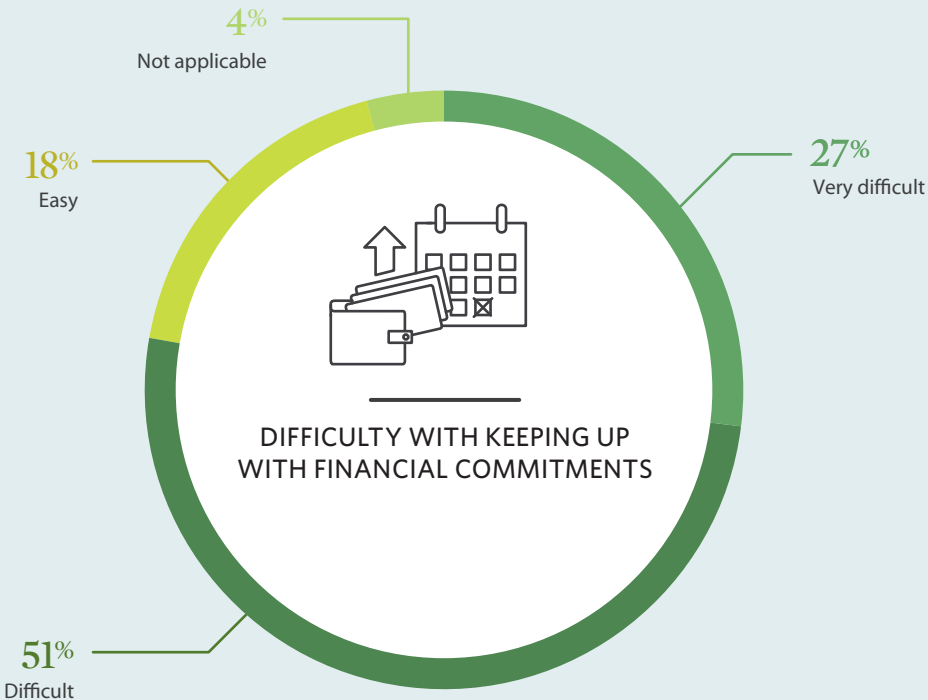 4%
Not applicable
18%
Easy
27%
Very difficult
DIFFICULTY WITH KEEPING UP
WITH FINANCIAL COMMITMENTS
51%
Difficult